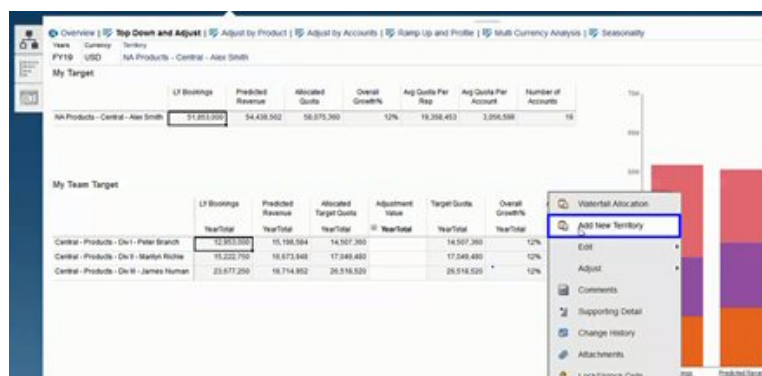 Overview | Top Down and Adjust | Adjust by Product | Adjust by Accounts | Ramp Up and Profile | Multi Currency Analysis | Seasonality
Years Currency Territory
FY19 USD NA Products - Central - Alex Smith
My Target
LY Bookings Predicted Revenue Allocated Quota Overall Growth% Avg Quota Per Rep Avg Quota Per Account Number of Accounts
NA Products - Central - Alex Smith 51,853,000 54,438,502 58,075,360 12% 19,358,453 3,056,598 19
My Team Target
LY Bookings Predicted Revenue Allocated Target Quota Adjustment Value Target Quota Overall Growth%
YearTotal YearTotal YearTotal YearTotal YearTotal YearTotal
Central - Products - Div I - Peter Branch 12,953,000 15,198,584 14,507,360 14,507,360 12%
Central - Products - Div II - Marilyn Richie 15,222,750 18,673,948 17,049,480 17,049,480 12%
Central - Products - Div III - James Numan 23,677,250 18,714,952 26,518,520 26,518,520 12%
Waterfall Allocation
Add New Territory
Edit
Adjust
Comments
Supporting Detail
Change History
Attachments